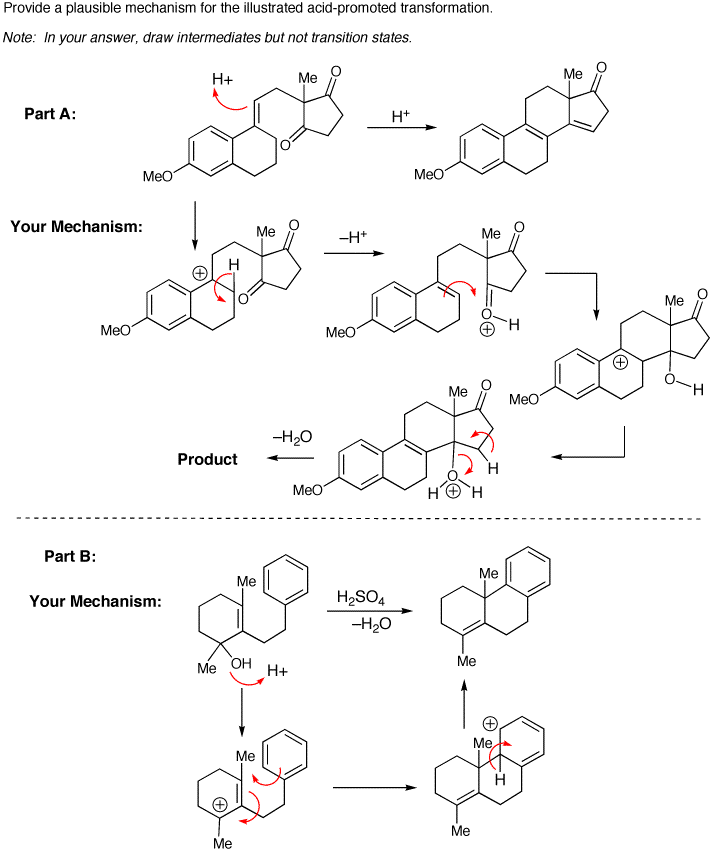 Provide a plausible mechanism for the illustrated acid-promoted transformation.
Note: In your answer, draw intermediates but not transition states.
H+
Me
O
Part A:
O
H+
Me
O
MeO
MeO
Your Mechanism:
Me
O
H
O
MeO
–H+
Me
O
O
H
MeO
Me
O
O
H
MeO
Product
–H2O
Me
O
H
O
H
H
MeO
Part B:
Your Mechanism:
Me
Me
OH
H+
H2SO4
–H2O
Me
Me
Me
Me
Me
H
Me